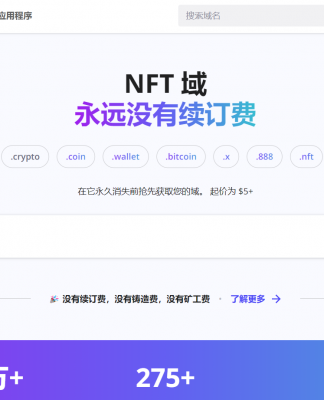 应用程序
搜索域名
NFT 域
永远没有续订费
.crypto .coin .wallet .bitcoin .x .888 .nft
在它永久消失前抢先获取您的域。 起价为 $5+
没有续订费，没有铸造费，没有矿工费 · 了解更多 →
万+ 275+